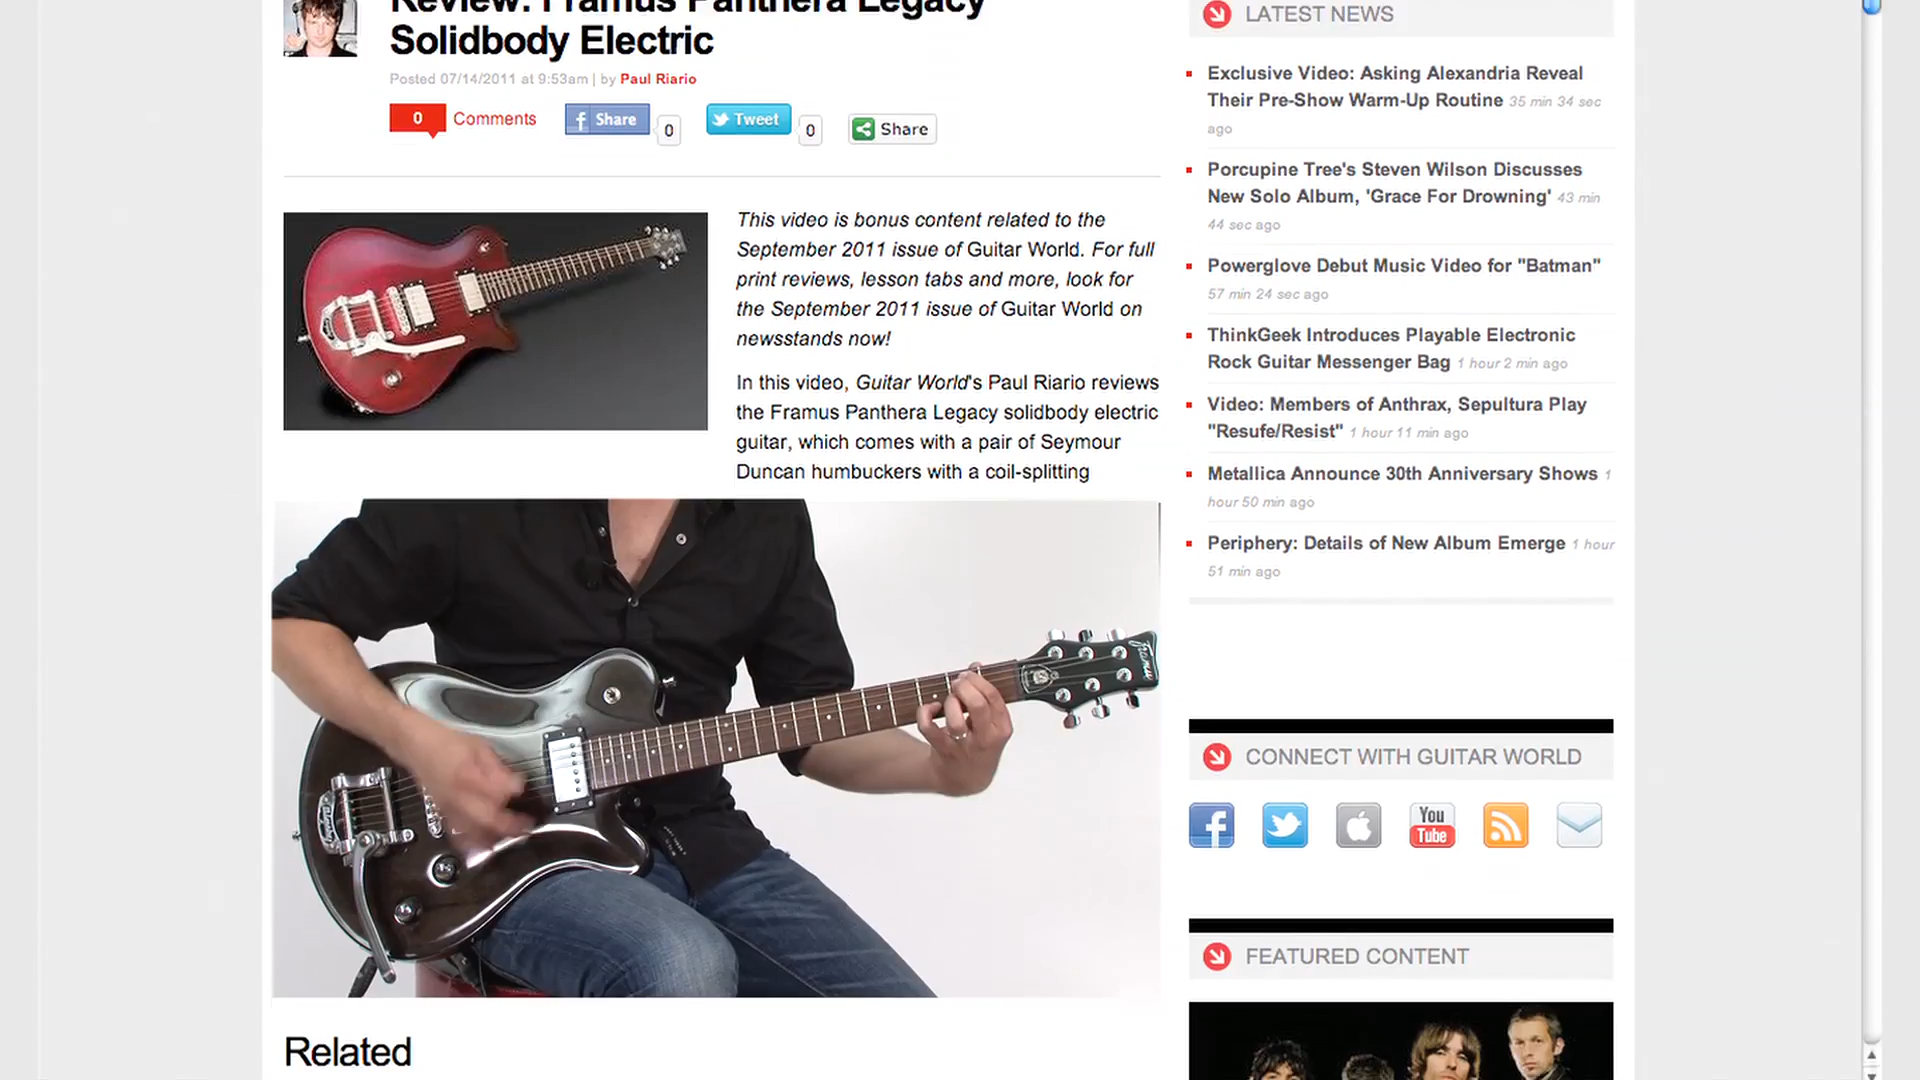 Review: Framus Panthera Legacy
Solidbody Electric
Posted 07/14/2011 at 9:53am | by Paul Riario
0 Comments
f Share 0
Tweet 0
Share
This video is bonus content related to the
September 2011 issue of Guitar World. For full
print reviews, lesson tabs and more, look for
the September 2011 issue of Guitar World on
newsstands now!
In this video, Guitar World's Paul Riario reviews
the Framus Panthera Legacy solidbody electric
guitar, which comes with a pair of Seymour
Duncan humbuckers with a coil-splitting
Framus
Related
LATEST NEWS
Exclusive Video: Asking Alexandria Reveal
Their Pre-Show Warm-Up Routine 35 min 34 sec
ago
Porcupine Tree's Steven Wilson Discusses
New Solo Album, 'Grace For Drowning' 43 min
44 sec ago
Powerglove Debut Music Video for "Batman"
57 min 24 sec ago
ThinkGeek Introduces Playable Electronic
Rock Guitar Messenger Bag 1 hour 2 min ago
Video: Members of Anthrax, Sepultura Play
"Resufe/Resist" 1 hour 11 min ago
Metallica Announce 30th Anniversary Shows 1
hour 50 min ago
Periphery: Details of New Album Emerge 1 hour
51 min ago
CONNECT WITH GUITAR WORLD
f
You
Tube
FEATURED CONTENT